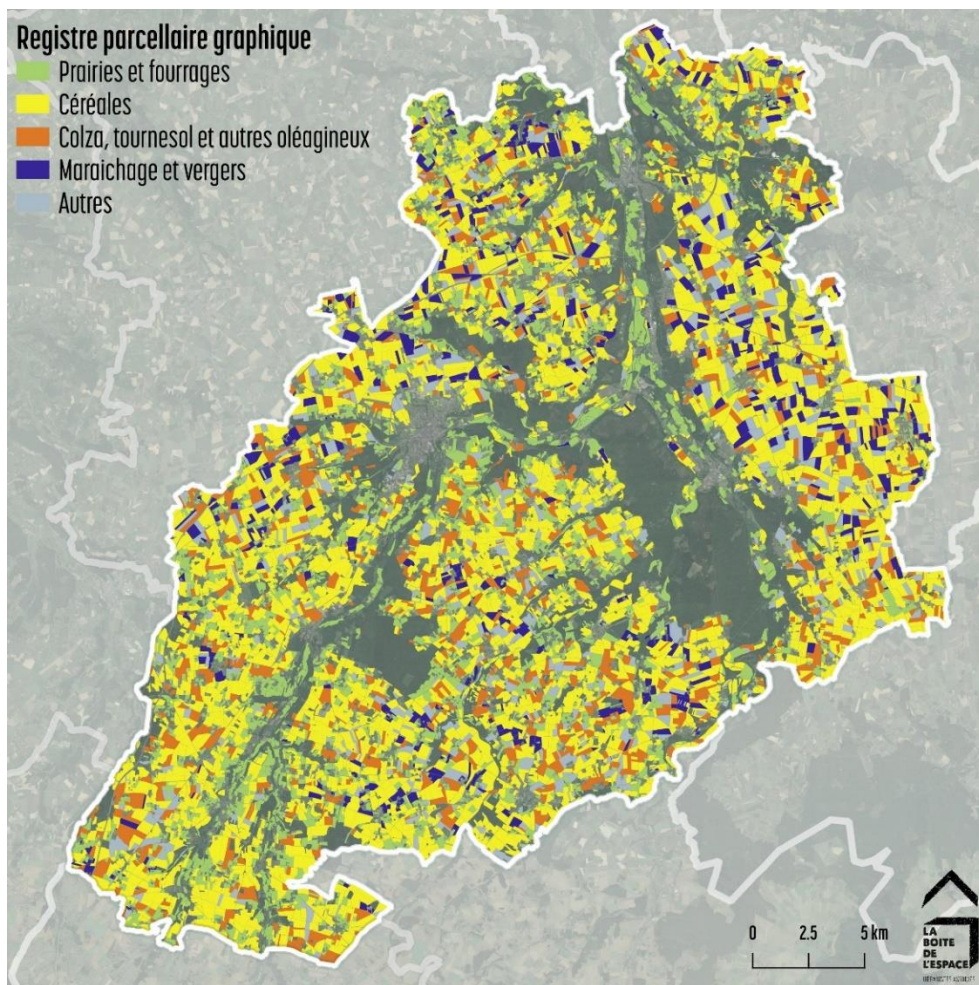 Registre parcellaire graphique
Prairies et fourrages
Céréales
Colza, tournesol et autres oléagineux
Maraichage et vergers
Autres
0 2.5 5 km
LA
BOITE
DE
L'ESPACE